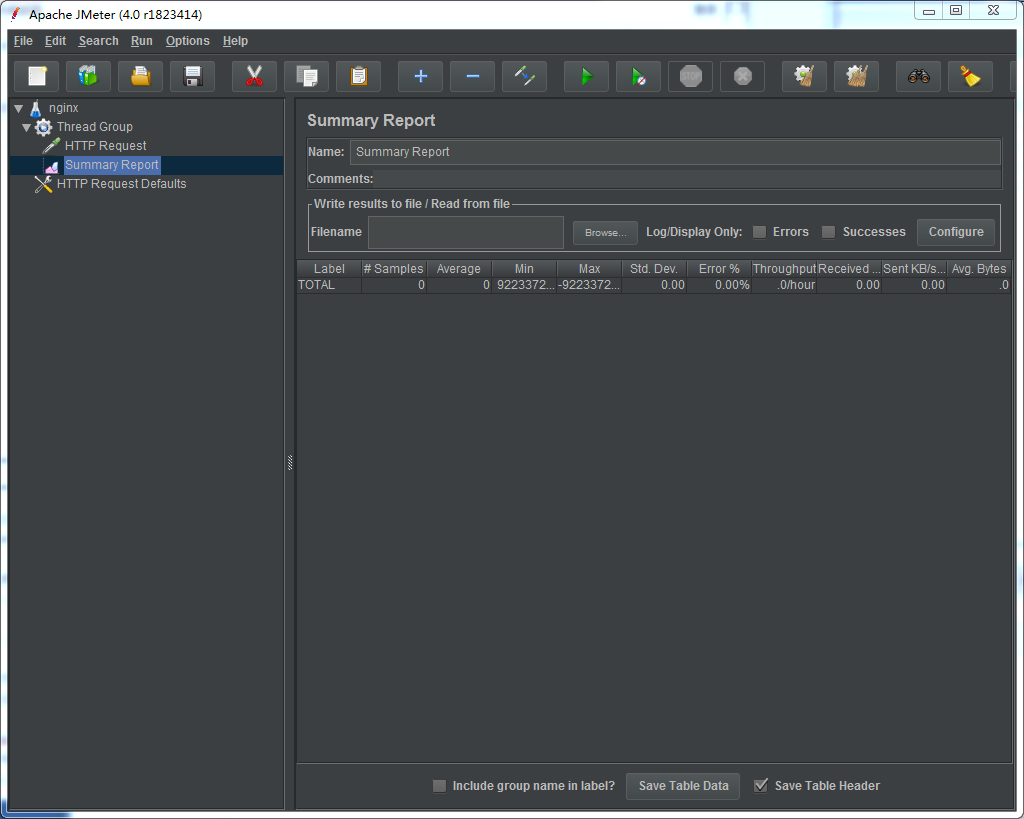 Apache JMeter (4.0 r1823414)
File Edit Search Run Options Help
STOP
nginx
Thread Group
HTTP Request
Summary Report
HTTP Request Defaults
Summary Report
Name: Summary Report
Comments:
Write results to file / Read from file
Filename Browse... Log/Display Only: Errors Successes Configure
Label # Samples Average Min Max Std. Dev. Error % Throughput Received ... Sent KB/s... Avg. Bytes
TOTAL 0 0 9223372... -9223372... 0.00 0.00% .0/hour 0.00 0.00 .0
Include group name in label? Save Table Data Save Table Header